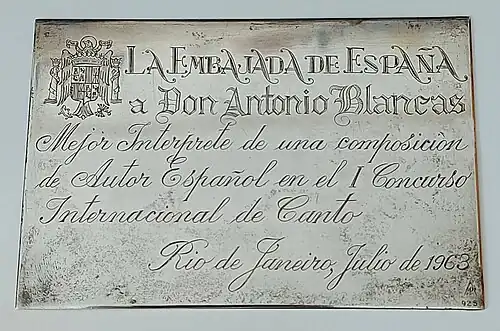 LA EMBAJADA DE ESPAÑA
a Don Antonio Blancas
Mejor Interprete de una composición
de Autor Español en el I Concurso
Internacional de Canto
Rio de Janeiro, Julio de 1963
925